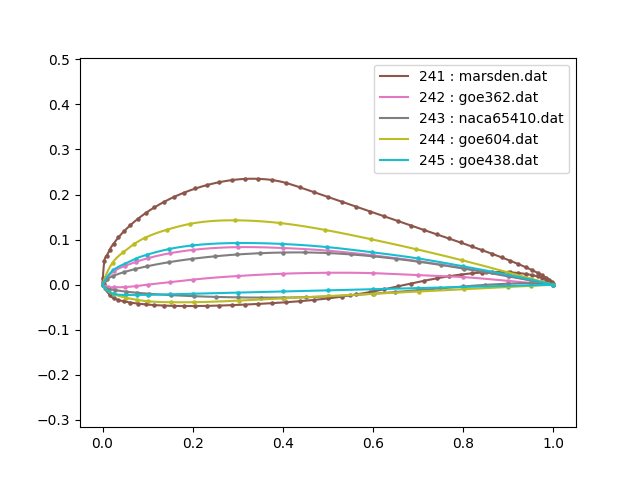 0.5
0.4
0.3
0.2
0.1
0.0
−0.1
−0.2
−0.3
0.0 0.2 0.4 0.6 0.8 1.0
241 : marsden.dat
242 : goe362.dat
243 : naca65410.dat
244 : goe604.dat
245 : goe438.dat